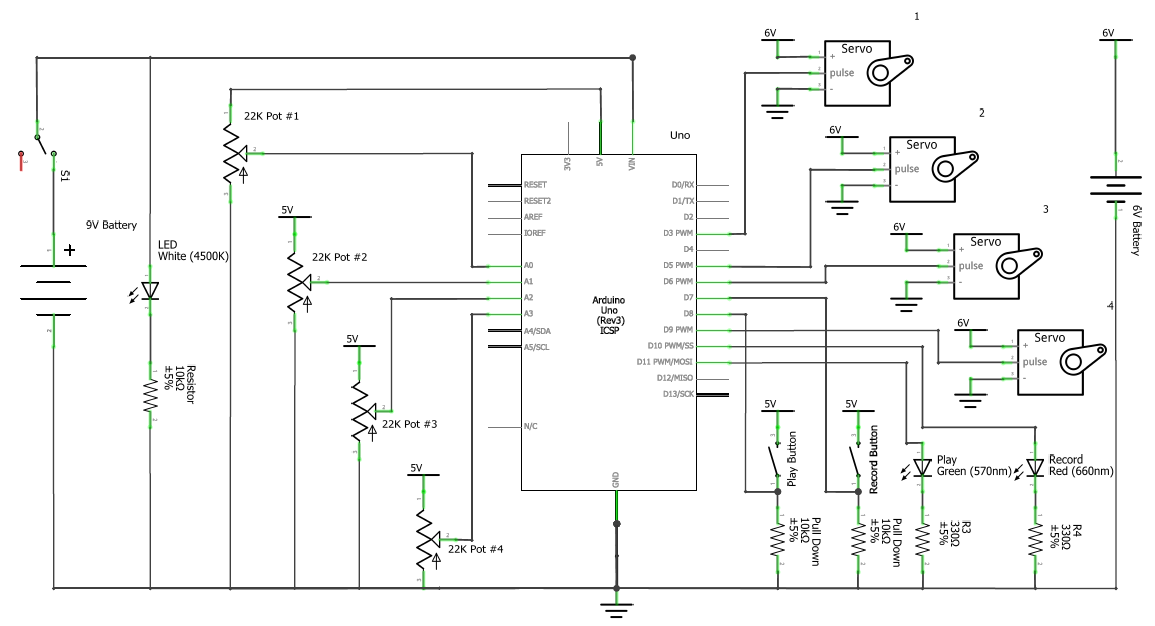 1
6V
Servo
+
pulse
-
6V
22K Pot #1
2
6V
Servo
+
pulse
-
Uno
3V3
5V
VIN
S1
RESET
RESET2
AREF
IOREF
A0
A1
A2
A3
A4/SDA
A5/SCL
N/C
GND
Arduino
Uno
(Rev3)
ICSP
D0/RX
D1/TX
D2
D3 PWM
D4
D5 PWM
D6 PWM
D7
D8
D9 PWM
D10 PWM/SS
D11 PWM/MOSI
D12/MISO
D13/SCK
3
6V
Servo
+
pulse
-
6V Battery
9V Battery
+
LED
White (4500K)
5V
22K Pot #2
4
6V
Servo
+
pulse
-
Resistor
10kΩ
±5%
5V
22K Pot #3
5V
Play Button
5V
Record Button
Play
Green (570nm)
Record
Red (660nm)
5V
22K Pot #4
Pull Down
10kΩ
±5%
Pull Down
10kΩ
±5%
R3
330Ω
±5%
R4
330Ω
±5%